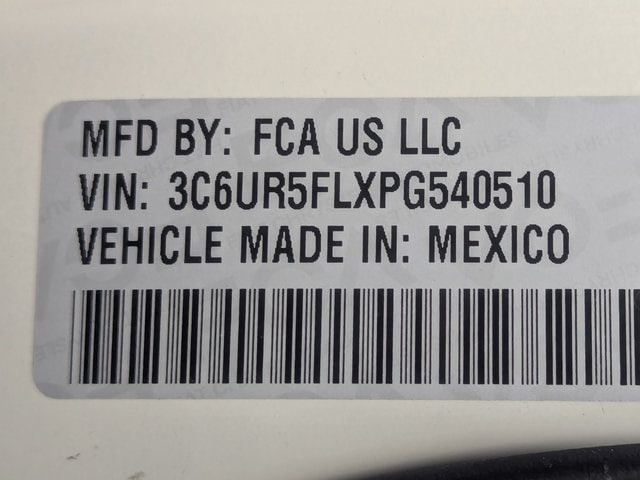 MFD BY: FCA US LLC
VIN: 3C6UR5FLXPG540510
VEHICLE MADE IN: MEXICO